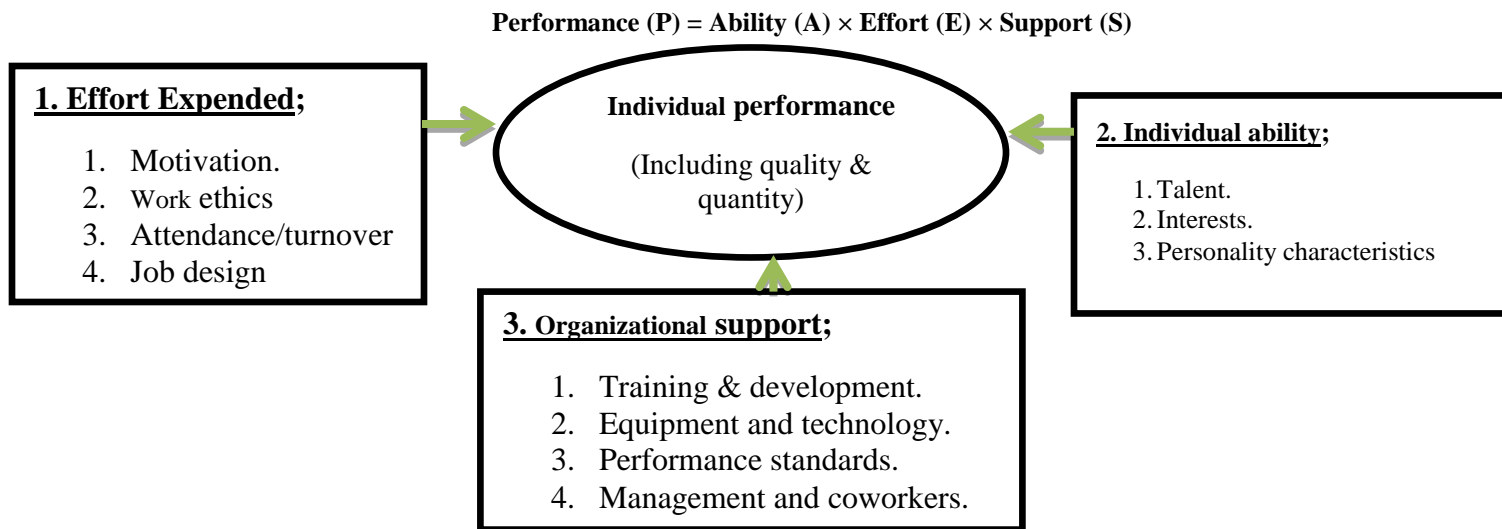 Performance (P) = Ability (A) × Effort (E) × Support (S)
1. Effort Expended;
1. Motivation.
2. Work ethics
3. Attendance/turnover
4. Job design
Individual performance
(Including quality &
quantity)
2. Individual ability;
1. Talent.
2. Interests.
3. Personality characteristics
3. Organizational support;
1. Training & development.
2. Equipment and technology.
3. Performance standards.
4. Management and coworkers.